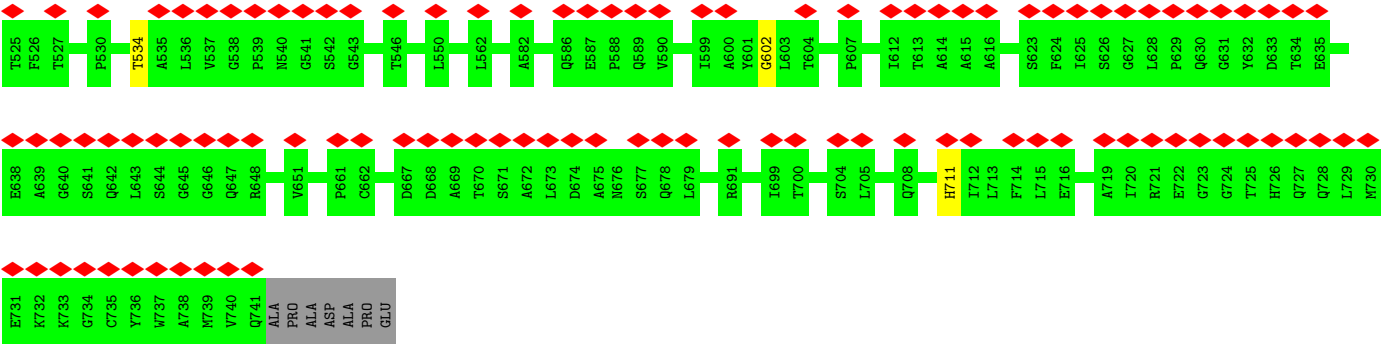 T525 F526 T527 P530 T534 A535 L536 V537 G538 P539 N540 G541 S542 G543 T546 L550 L562 A582 Q586 E587 P588 Q589 V590 I599 A600 Y601 G602 L603 T604 P607 I612 T613 A614 A615 A616 S623 F624 I625 S626 G627 L628 P629 Q630 G631 Y632 D633 T634 E635
E638 A639 G640 S641 Q642 L643 S644 G645 G646 Q647 R648 V651 P661 C662 D667 D668 A669 T670 S671 A672 L673 D674 A675 N676 S677 Q678 L679 R691 I699 T700 S704 L705 Q708 H711 I712 L713 F714 L715 E716 A719 I720 R721 E722 G723 G724 T725 H726 Q727 Q728 L729 M730
E731 K732 K733 G734 C735 Y736 W737 A738 M739 V740 Q741 ALA PRO ALA ASP ALA PRO GLU